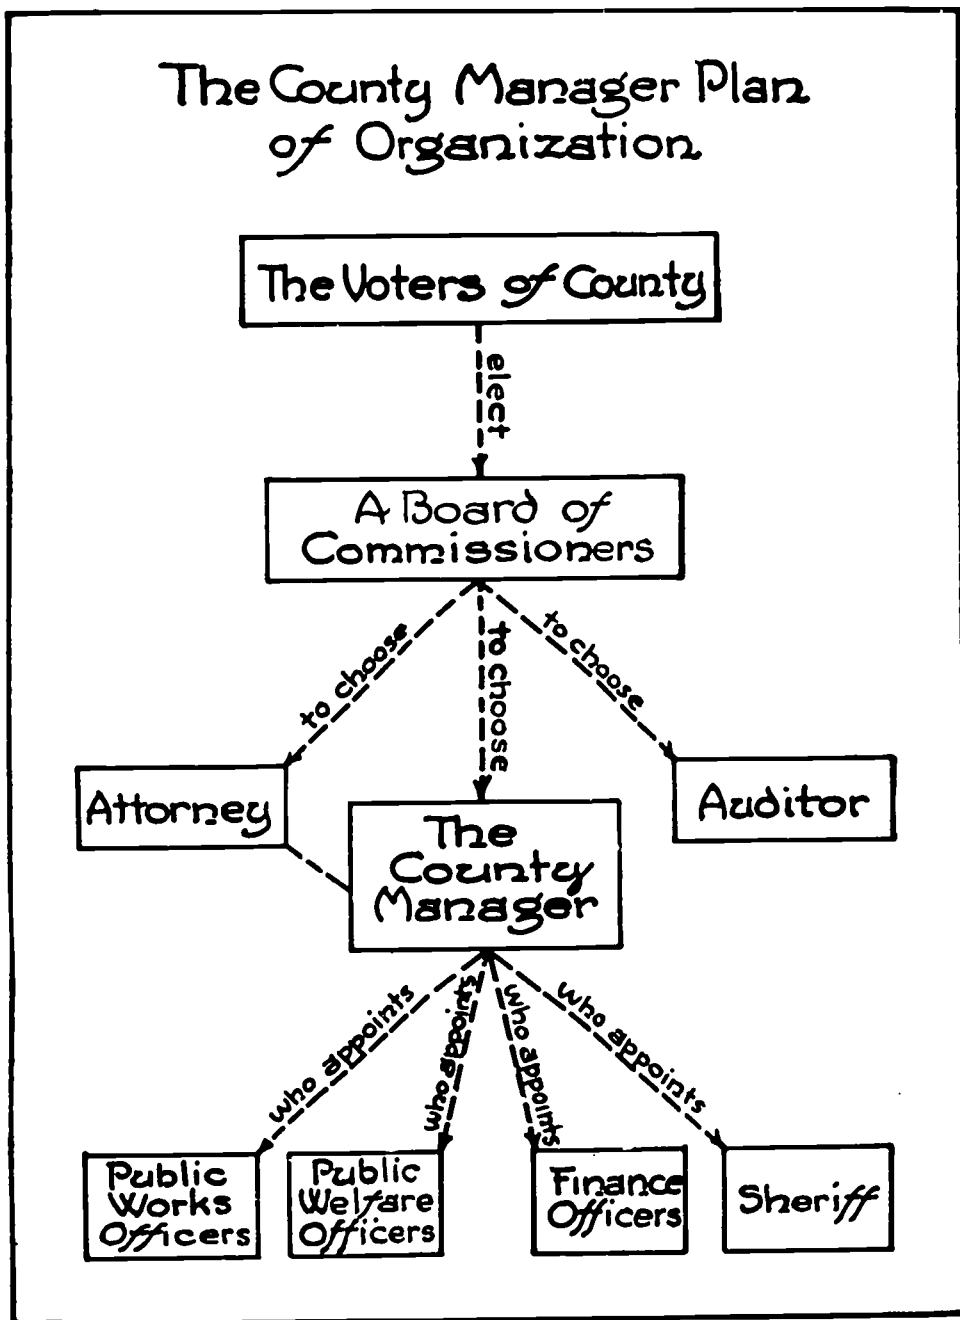 The County Manager Plan
of Organization
The Voters of County
elect
A Board of
Commissioners
to choose
to choose
to choose
Attorney
The
County
Manager
Auditor
who appoints
who appoints
who appoints
who appoints
Public
Works
Officers
Public
Welfare
Officers
Finance
Officers
Sheriff